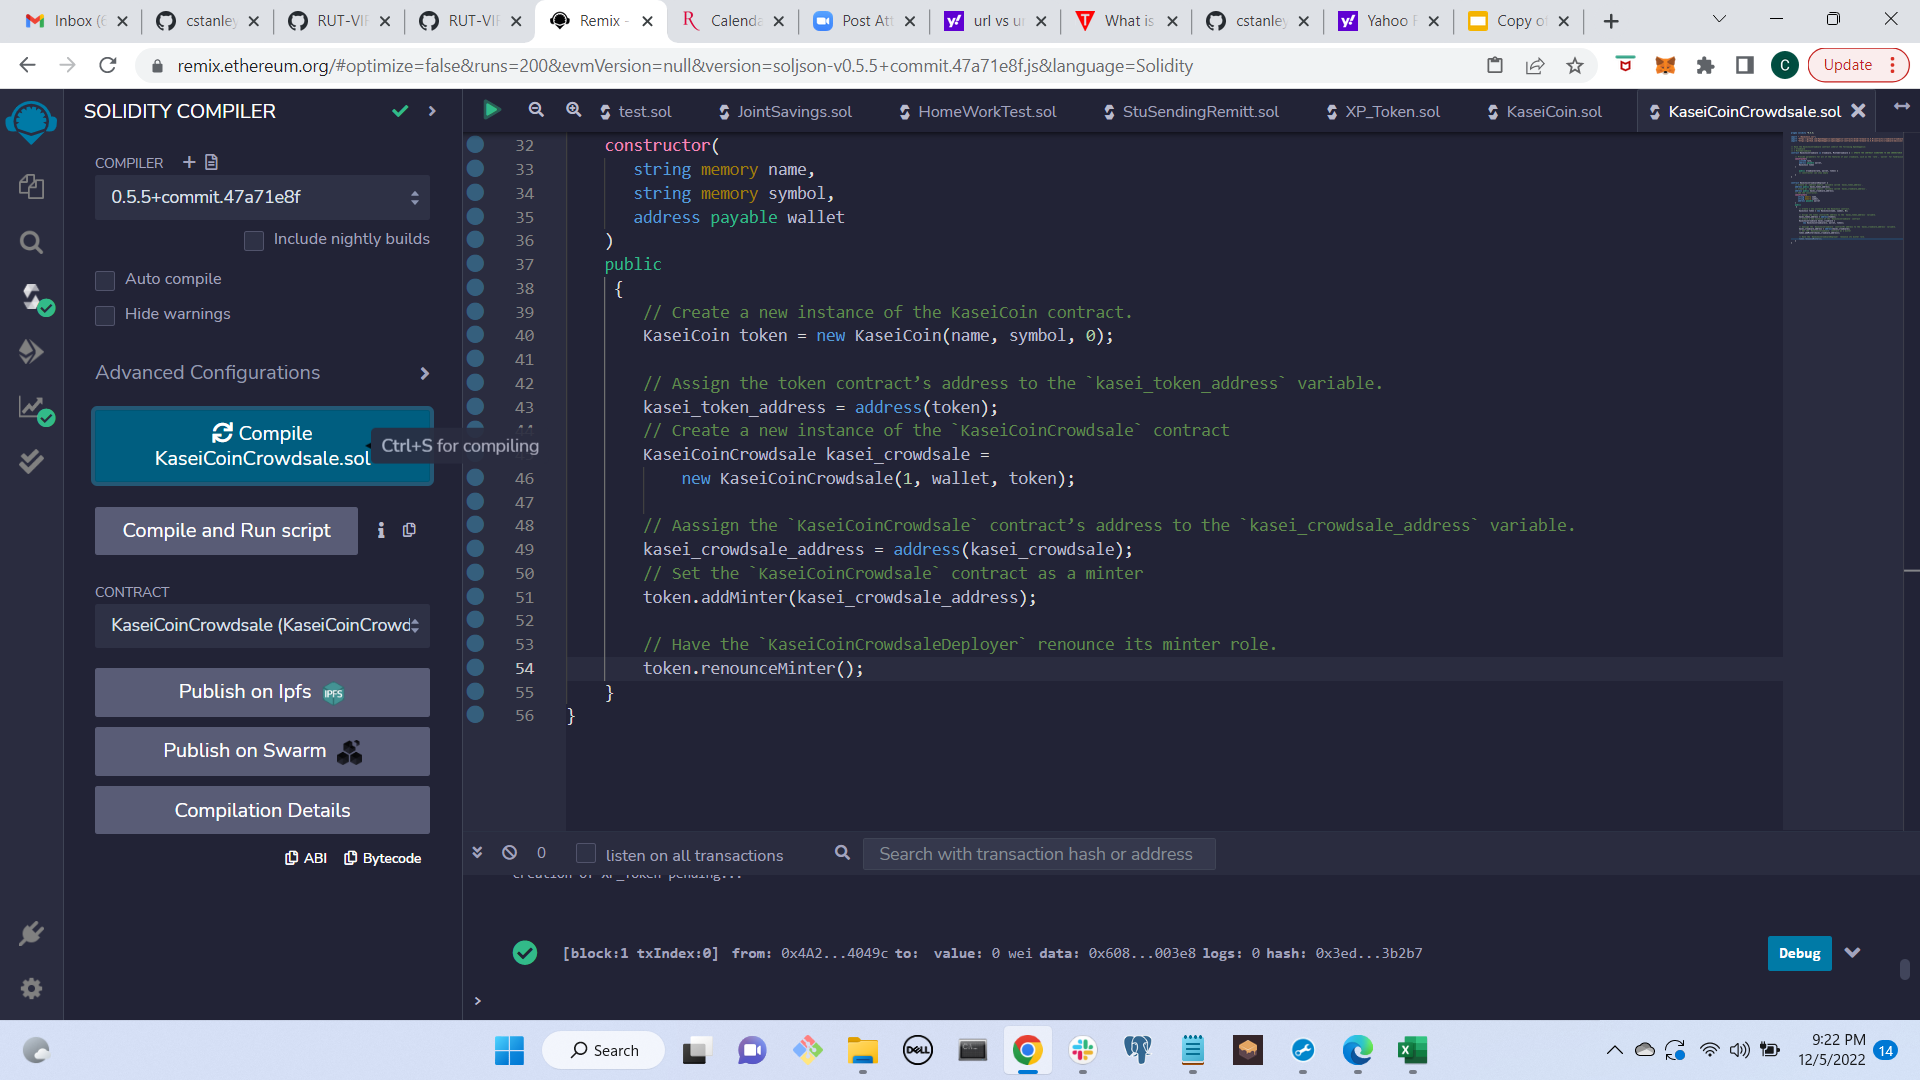 Inbox (6
cstanley
RUT-VIR
RUT-VIR
Remix -
Calenda
Post Att
url vs u
What is
cstanley
Yahoo F
Copy of
remix.ethereum.org/#optimize=false&runs=200&evmVersion=null&version=soljson-v0.5.5+commit.47a71e8f.js&language=Solidity
C
Update
SOLIDITY COMPILER
test.sol
JointSavings.sol
HomeWorkTest.sol
StuSendingRemitt.sol
XP_Token.sol
KaseiCoin.sol
KaseiCoinCrowdsale.sol
COMPILER
0.5.5+commit.47a71e8f
Include nightly builds
Auto compile
Hide warnings
Advanced Configurations
Compile
KaseiCoinCrowdsale.sol
Ctrl+S for compiling
Compile and Run script
CONTRACT
KaseiCoinCrowdsale (KaseiCoinCrowd
Publish on Ipfs IPFS
Publish on Swarm
Compilation Details
ABI Bytecode
32 constructor(
33 string memory name,
34 string memory symbol,
35 address payable wallet
36 )
37 public
38 {
39 // Create a new instance of the KaseiCoin contract.
40 KaseiCoin token = new KaseiCoin(name, symbol, 0);
41
42 // Assign the token contract’s address to the `kasei_token_address` variable.
43 kasei_token_address = address(token);
// Create a new instance of the `KaseiCoinCrowdsale` contract
KaseiCoinCrowdsale kasei_crowdsale =
46 new KaseiCoinCrowdsale(1, wallet, token);
47
48 // Aassign the `KaseiCoinCrowdsale` contract’s address to the `kasei_crowdsale_address` variable.
49 kasei_crowdsale_address = address(kasei_crowdsale);
50 // Set the `KaseiCoinCrowdsale` contract as a minter
51 token.addMinter(kasei_crowdsale_address);
52
53 // Have the `KaseiCoinCrowdsaleDeployer` renounce its minter role.
54 token.renounceMinter();
55 }
56 }
0 listen on all transactions Search with transaction hash or address
creation of XP_Token pending...
[block:1 txIndex:0] from: 0x4A2...4049c to: value: 0 wei data: 0x608...003e8 logs: 0 hash: 0x3ed...3b2b7
Debug
>
Search
DELL
9:22 PM
12/5/2022
14